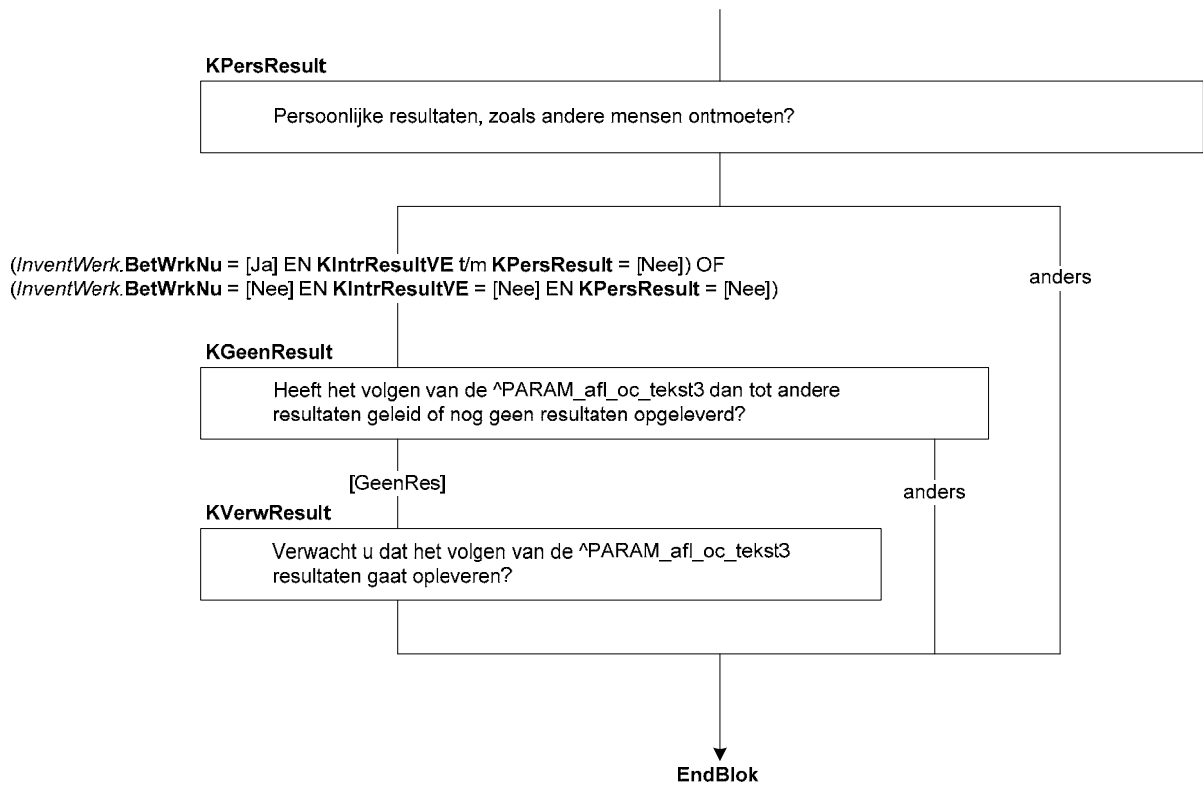 KPersResult
Persoonlijke resultaten, zoals andere mensen ontmoeten?
(InventWerk.BetWrkNu = [Ja] EN KIntrResultVE t/m KPersResult = [Nee]) OF
(InventWerk.BetWrkNu = [Nee] EN KIntrResultVE = [Nee] EN KPersResult = [Nee])
anders
KGeenResult
Heeft het volgen van de ^PARAM_afl_oc_tekst3 dan tot andere
resultaten geleid of nog geen resultaten opgeleverd?
[GeenRes]
anders
KVerwResult
Verwacht u dat het volgen van de ^PARAM_afl_oc_tekst3
resultaten gaat opleveren?
EndBlok